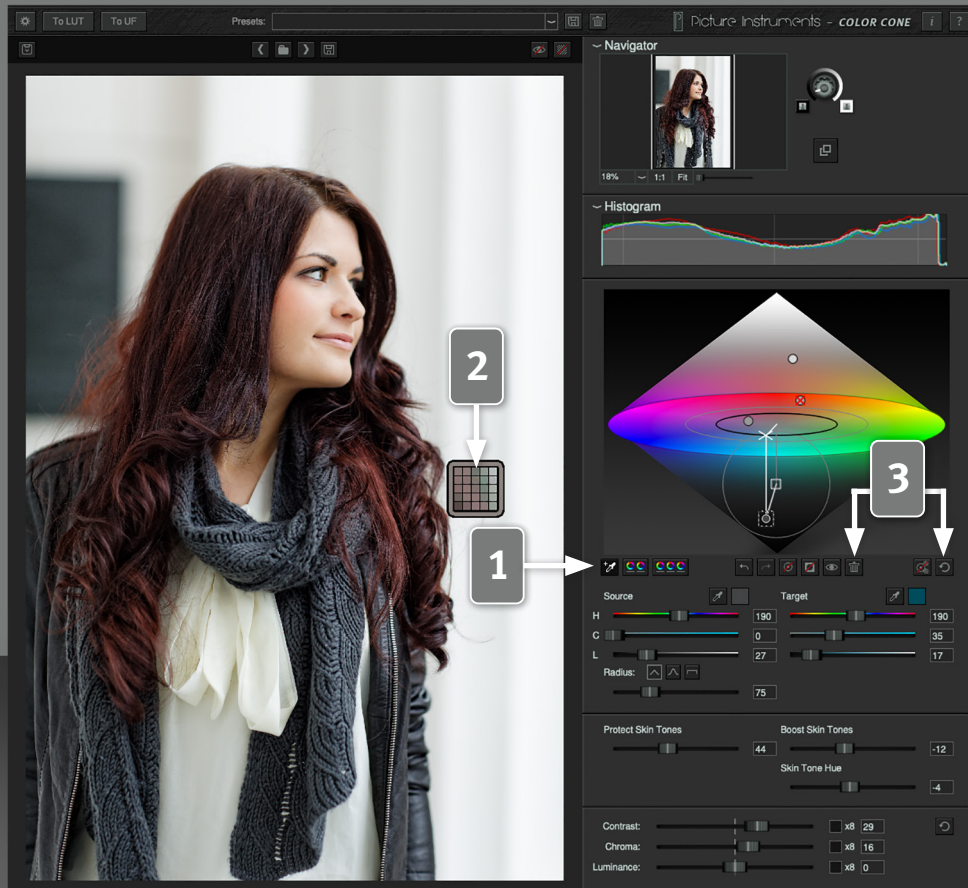 To LUT To UF Presets: Picture Instruments - COLOR CONE i ?
Navigator
18% 1:1 Fit
Histogram
2
3
1
Source Target
H 190 190
C 0 35
L 27 17
Radius:
75
Protect Skin Tones Boost Skin Tones
44 -12
Skin Tone Hue
-4
Contrast: x8 29
Chroma: x8 16
Luminance: x8 0